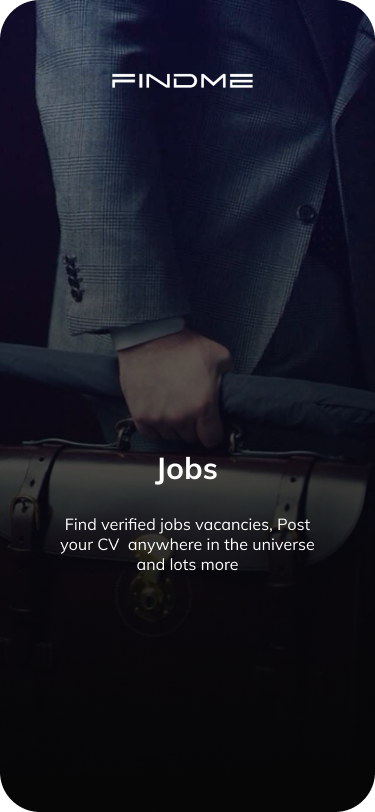 FINDME
Jobs
Find verified jobs vacancies, Post
your CV  anywhere in the universe
and lots more